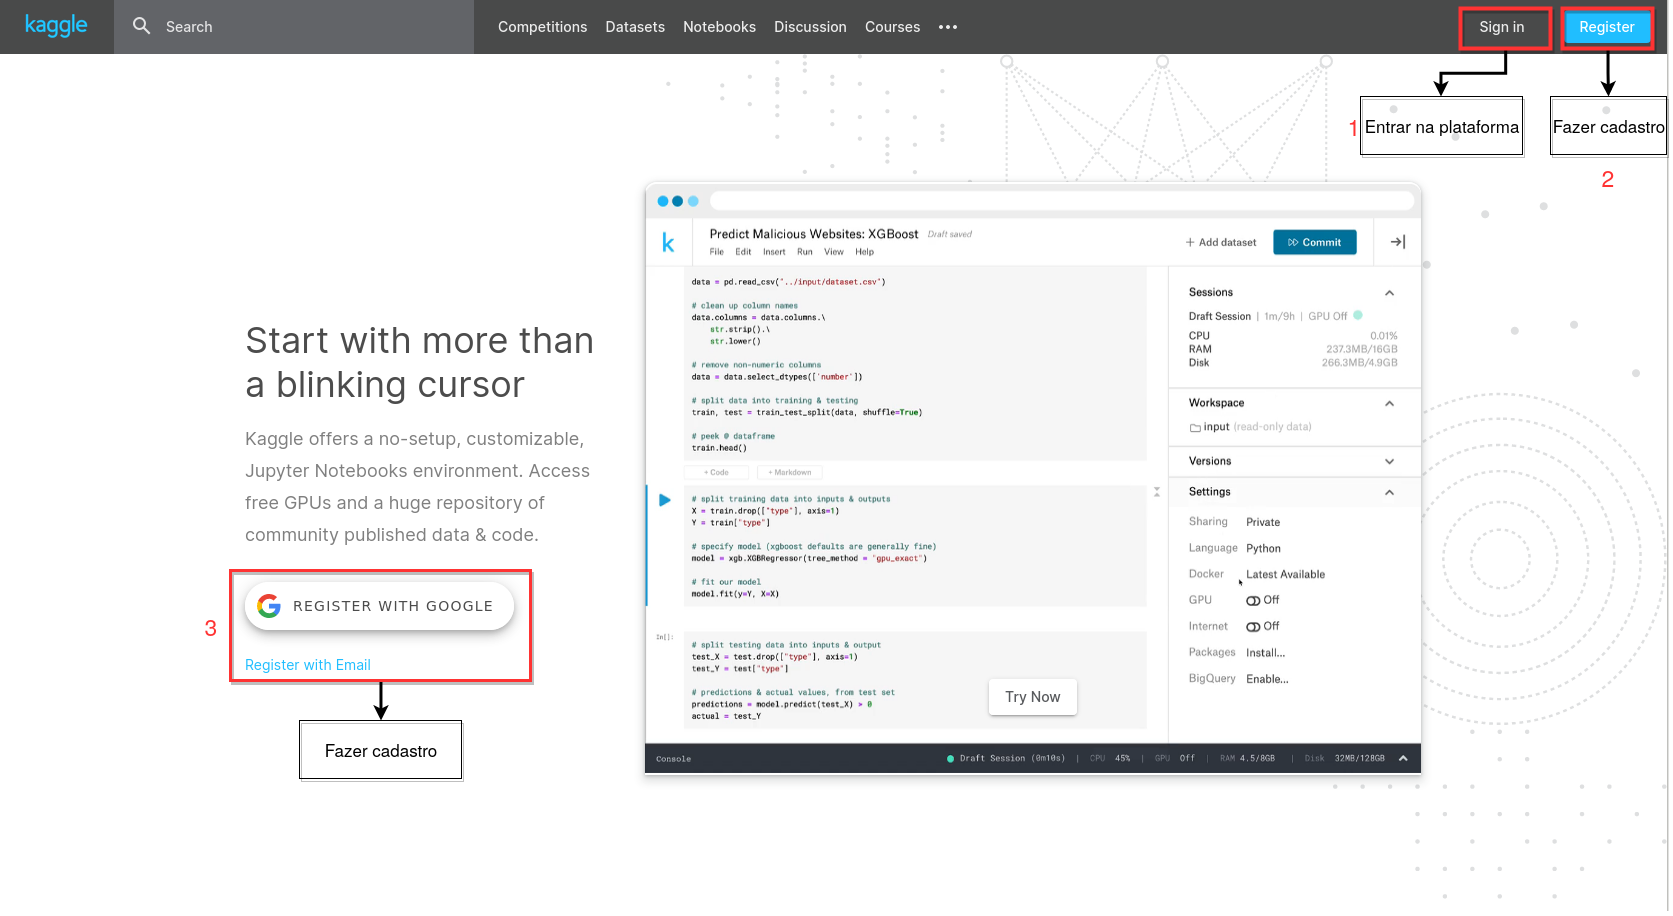 kaggle
Search
Competitions Datasets Notebooks Discussion Courses •••
Sign in
Register
1
Entrar na plataforma
Fazer cadastro
2
Start with more than
a blinking cursor
Kaggle offers a no-setup, customizable,
Jupyter Notebooks environment. Access
free GPUs and a huge repository of
community published data & code.
3
REGISTER WITH GOOGLE
Register with Email
Fazer cadastro
k
Predict Malicious Websites: XGBoost Draft saved
File Edit Insert Run View Help
+ Add dataset
Commit
data = pd.read_csv("../input/dataset.csv")
# clean up column names
data.columns = data.columns.\
str.strip().\
str.lower()
# remove non-numeric columns
data = data.select_dtypes(['number'])
# split data into training & testing
train, test = train_test_split(data, shuffle=True)
# peek @ dataframe
train.head()
+ Code + Markdown
# split training data into inputs & outputs
X = train.drop(["type"], axis=1)
Y = train["type"]
# specify model (xgboost defaults are generally fine)
model = xgb.XGBRegressor(tree_method = "gpu_exact")
# fit our model
model.fit(y=Y, X=X)
In[]:
# split testing data into inputs & output
test_X = test.drop(["type"], axis=1)
test_Y = test["type"]
# predictions & actual values, from test set
predictions = model.predict(test_X) > 0
actual = test_Y
Try Now
Sessions
Draft Session | 1m/9h | GPU Off
CPU 0.01%
RAM 237.3MB/16GB
Disk 266.3MB/4.9GB
Workspace
input (read-only data)
Versions
Settings
Sharing Private
Language Python
Docker Latest Available
GPU Off
Internet Off
Packages Install...
BigQuery Enable...
Console
Draft Session (0m10s) | CPU 45% | GPU Off | RAM 4.5/8GB | Disk 32MB/128GB